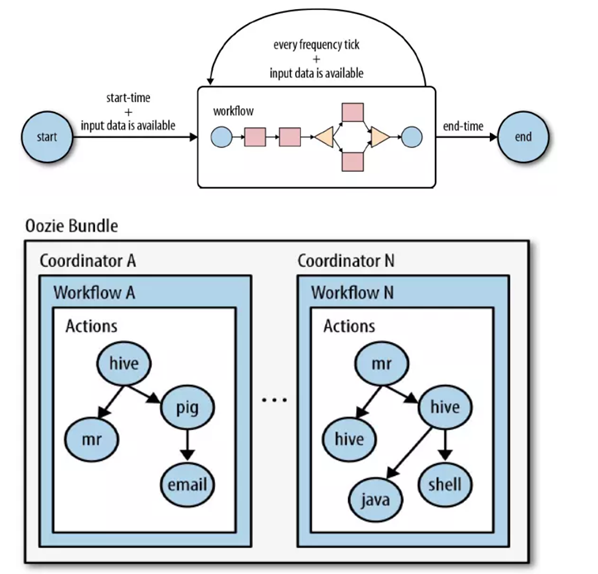 every frequency tick
+
input data is available
start-time
+
input data is available
workflow
start
end-time
end
Oozie Bundle
Coordinator A
Workflow A
Actions
hive
pig
mr
email
...
Coordinator N
Workflow N
Actions
mr
hive
hive
java
shell